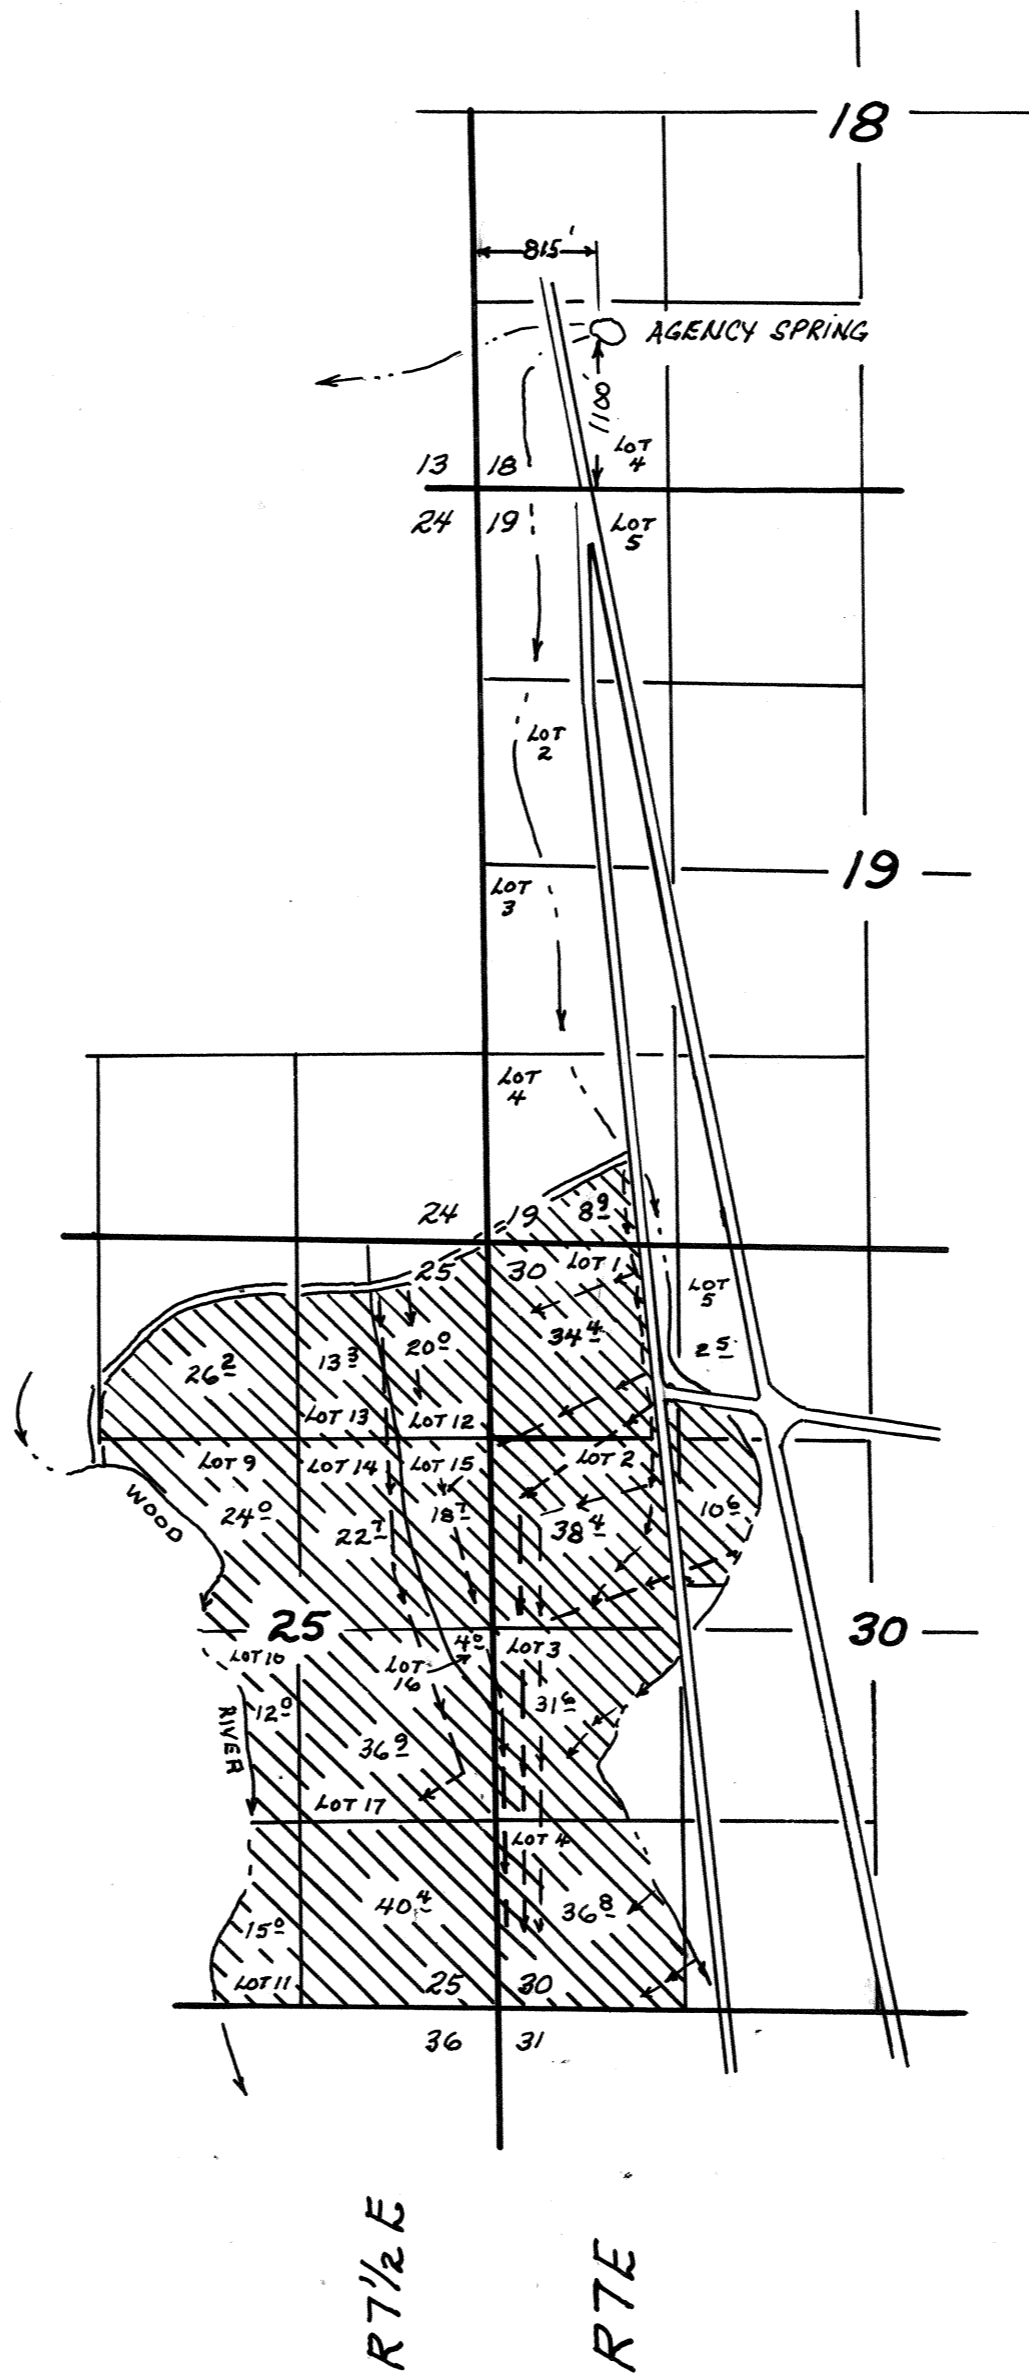 18
815'
AGENCY SPRING
1100'
LOT
4
13 18
24 19
LOT
5
LOT
2
19
LOT
3
LOT
4
24 19
8 9
25 30
LOT 1
LOT
5
34 4
2 5
26 2
13 3
20 0
LOT 13
LOT 12
LOT 9
LOT 14
LOT 15
LOT 2
WOOD
24 0
22 7
18 7
38 4
10 6
25
30
LOT 10
4 0
LOT 3
LOT
16
RIVER
12 0
31 6
36 9
LOT 17
LOT 4
40 4
36 8
15 0
LOT 11
25 30
36 31
R 7 1/2 E
R 7 E